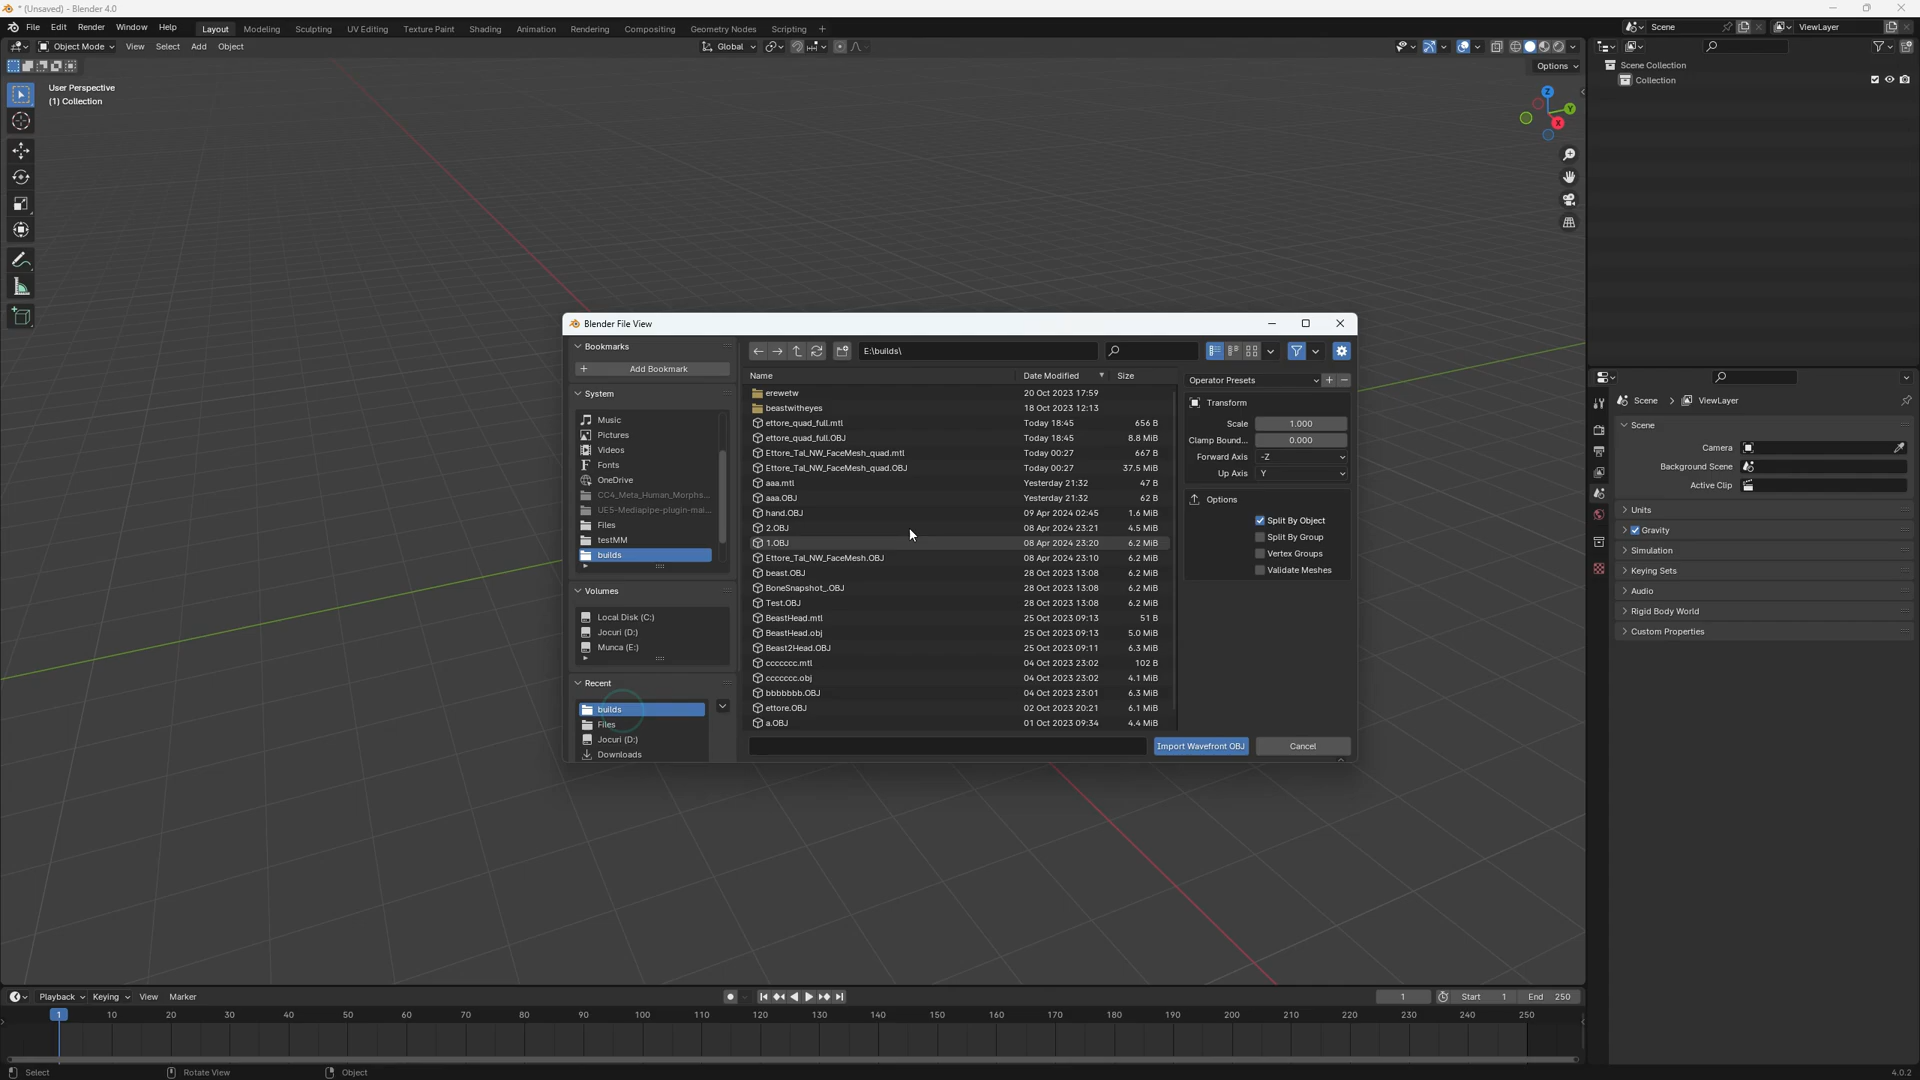 * (Unsaved) - Blender 4.0
File Edit Render Window Help Layout Modeling Sculpting UV Editing Texture Paint Shading Animation Rendering Compositing Geometry Nodes Scripting + Scene ViewLayer
Object Mode View Select Add Object Global
Options
User Perspective
(1) Collection
Z
Y
X
Scene Collection
Collection
Blender File View
Bookmarks
Add Bookmark
System
Music
Pictures
Videos
Fonts
OneDrive
CC4_Meta_Human_Morphs...
UE5-Mediapipe-plugin-mai...
Files
testMM
builds
Volumes
Local Disk (C:)
Jocuri (D:)
Munca (E:)
Recent
builds
Files
Jocuri (D:)
Downloads
E:\builds\
Name Date Modified Size
erewetw 20 Oct 2023 17:59
beastwitheyes 18 Oct 2023 12:13
ettore_quad_full.mtl Today 18:45 656 B
ettore_quad_full.OBJ Today 18:45 8.8 MiB
Ettore_Tal_NW_FaceMesh_quad.mtl Today 00:27 667 B
Ettore_Tal_NW_FaceMesh_quad.OBJ Today 00:27 37.5 MiB
aaa.mtl Yesterday 21:32 47 B
aaa.OBJ Yesterday 21:32 62 B
hand.OBJ 09 Apr 2024 02:45 1.6 MiB
2.OBJ 08 Apr 2024 23:21 4.5 MiB
1.OBJ 08 Apr 2024 23:20 6.2 MiB
Ettore_Tal_NW_FaceMesh.OBJ 08 Apr 2024 23:10 6.2 MiB
beast.OBJ 28 Oct 2023 13:08 6.2 MiB
BoneSnapshot_.OBJ 28 Oct 2023 13:08 6.2 MiB
Test.OBJ 28 Oct 2023 13:08 6.2 MiB
BeastHead.mtl 25 Oct 2023 09:13 51 B
BeastHead.obj 25 Oct 2023 09:13 5.0 MiB
Beast2Head.OBJ 25 Oct 2023 09:11 6.3 MiB
ccccccc.mtl 04 Oct 2023 23:02 102 B
ccccccc.obj 04 Oct 2023 23:02 4.1 MiB
bbbbbbb.OBJ 04 Oct 2023 23:01 6.3 MiB
ettore.OBJ 02 Oct 2023 20:21 6.1 MiB
a.OBJ 01 Oct 2023 09:34 4.4 MiB
Operator Presets
Transform
Scale 1.000
Clamp Bound... 0.000
Forward Axis -Z
Up Axis Y
Options
Split By Object
Split By Group
Vertex Groups
Validate Meshes
Import Wavefront OBJ Cancel
Scene > ViewLayer
Scene
Camera
Background Scene
Active Clip
Units
Gravity
Simulation
Keying Sets
Audio
Rigid Body World
Custom Properties
Playback Keying View Marker 1 Start 1 End 250
1 10 20 30 40 50 60 70 80 90 100 110 120 130 140 150 160 170 180 190 200 210 220 230 240 250
Select Rotate View Object 4.0.2